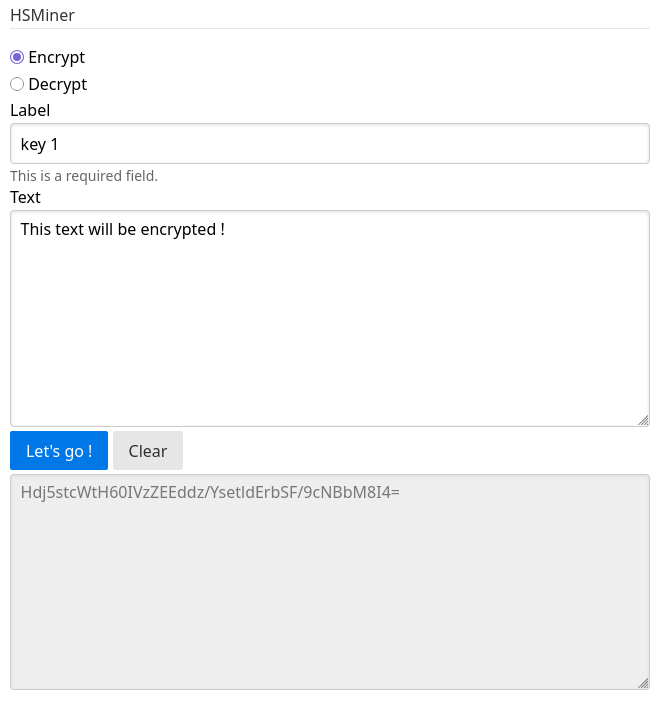 HSMiner
Encrypt
Decrypt
Label
key 1
This is a required field.
Text
This text will be encrypted !
Let's go ! Clear
Hdj5stcWtH60IVzZEEddz/YsetldErbSF/9cNBbM8I4=